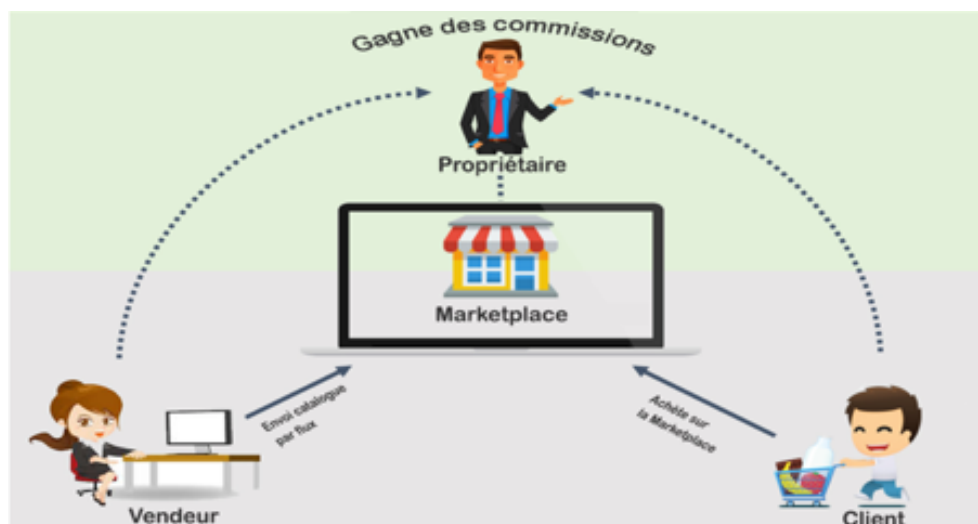 Gagne des commissions
Propriétaire
Marketplace
Envoi catalogue
par flux
Achète sur
la Marketplace
Vendeur
Client